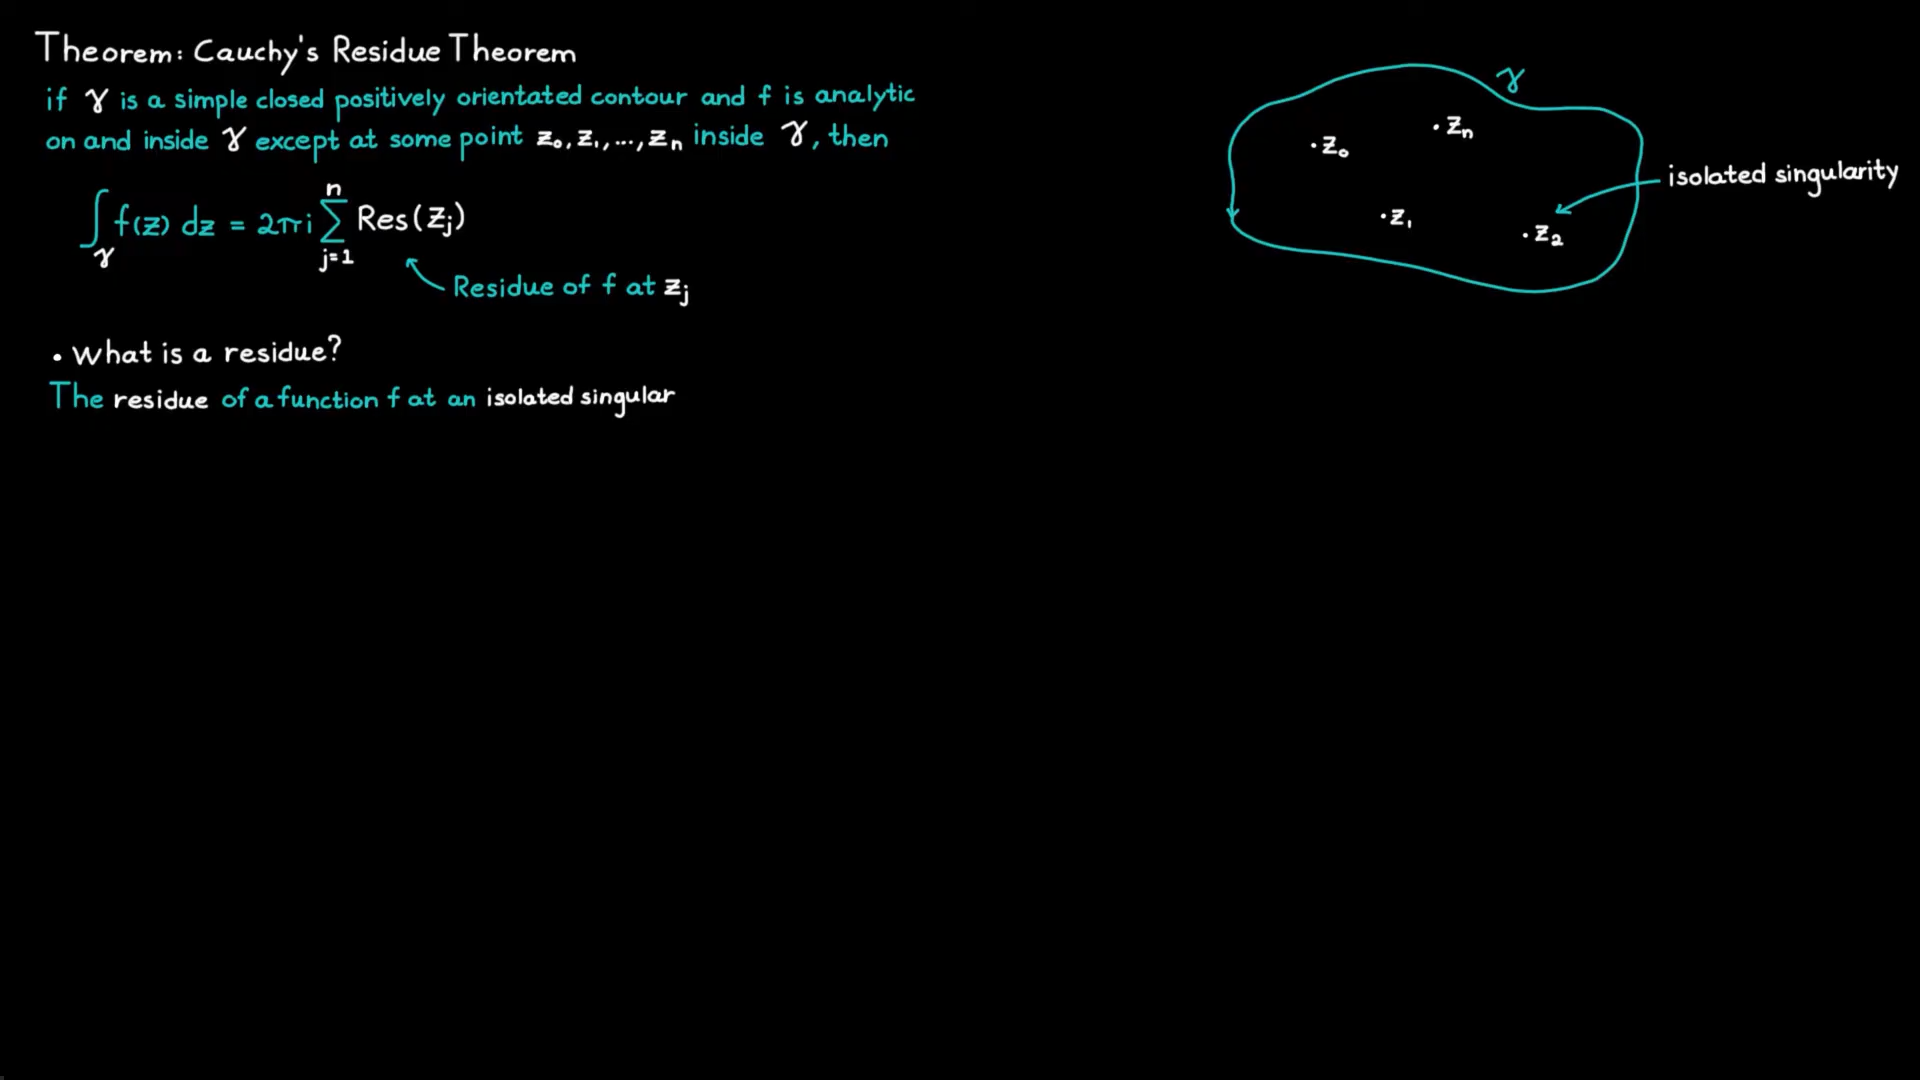 Theorem: Cauchy's Residue Theorem
if γ is a simple closed positively orientated contour and f is analytic
on and inside γ except at some point z₀, z₁, ..., zₙ inside γ, then
∫γ f(z) dz = 2πi ∑ⁿⱼ₌₁ Res(zⱼ)
Residue of f at zⱼ
• What is a residue?
The residue of a function f at an isolated singular
γ
• z₀
• zₙ
• z₁
• z₂
isolated singularity